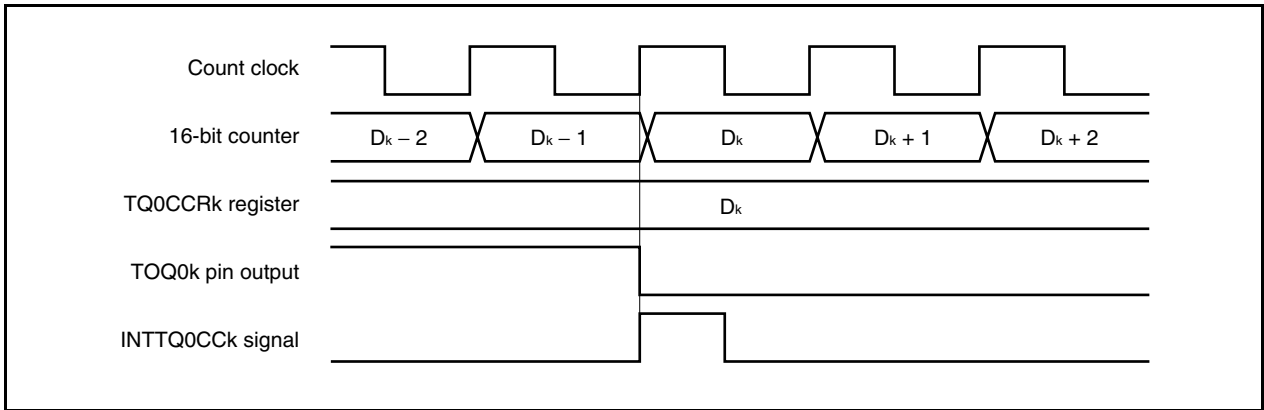 Count clock
16-bit counter
Dk − 2 Dk − 1 Dk Dk + 1 Dk + 2
TQ0CCRk register
Dk
TOQ0k pin output
INTTQ0CCk signal